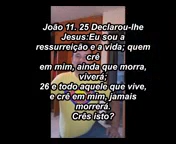 João 11. 25 Declarou-lhe
Jesus:Eu sou a
ressurreição e a vida; quem
crê
em mim, ainda que morra,
viverá;
26 e todo aquele que vive,
e crê em mim, jamais
morrerá.
Crês isto?